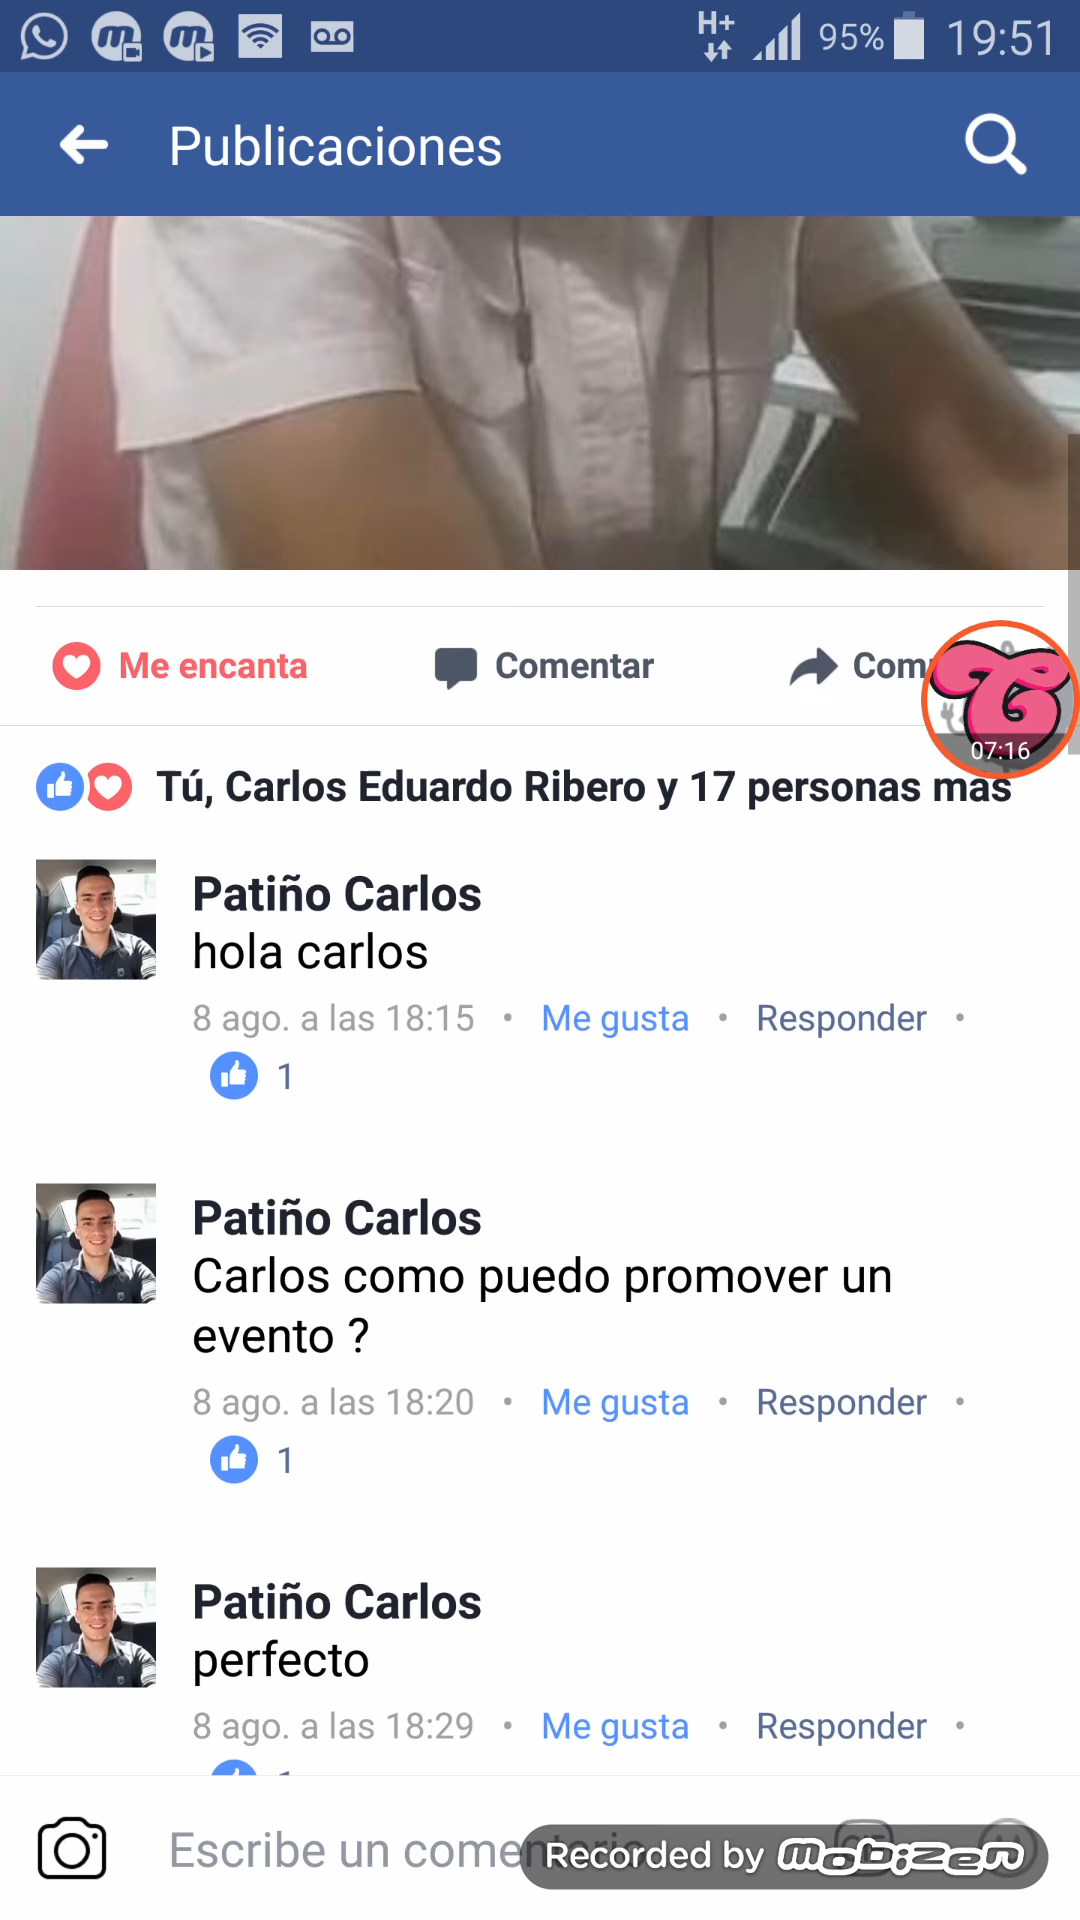 H+ 95% 19:51
Publicaciones
Me encanta Comentar Com
07:16
Tú, Carlos Eduardo Ribero y 17 personas más
Patiño Carlos
hola carlos
8 ago. a las 18:15 • Me gusta • Responder •
1
Patiño Carlos
Carlos como puedo promover un
evento ?
8 ago. a las 18:20 • Me gusta • Responder •
1
Patiño Carlos
perfecto
8 ago. a las 18:29 • Me gusta • Responder •
Escribe un comentario
Recorded by mobizen